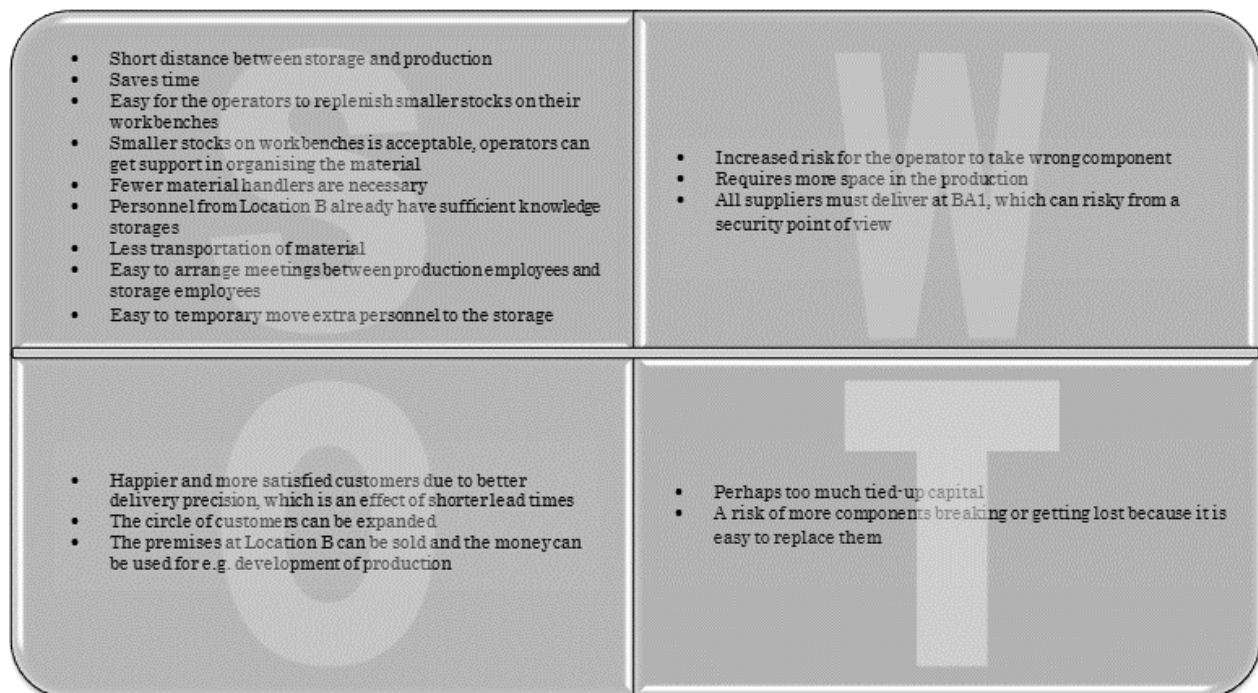 S
• Short distance between storage and production
• Saves time
• Easy for the operators to replenish smaller stocks on their
workbenches
• Smaller stocks on workbenches is acceptable, operators can
get support in organising the material
• Fewer material handlers are necessary
• Personnel from Location B already have sufficient knowledge
storages
• Less transportation of material
• Easy to arrange meetings between production employees and
storage employees
• Easy to temporary move extra personnel to the storage
W
• Increased risk for the operator to take wrong component
• Requires more space in the production
• All suppliers must deliver at BA1, which can risky from a
security point of view
O
• Happier and more satisfied customers due to better
delivery precision, which is an effect of shorter lead times
• The circle of customers can be expanded
• The premises at Location B can be sold and the money can
be used for e.g. development of production
T
• Perhaps too much tied-up capital
• A risk of more components breaking or getting lost because it is
easy to replace them